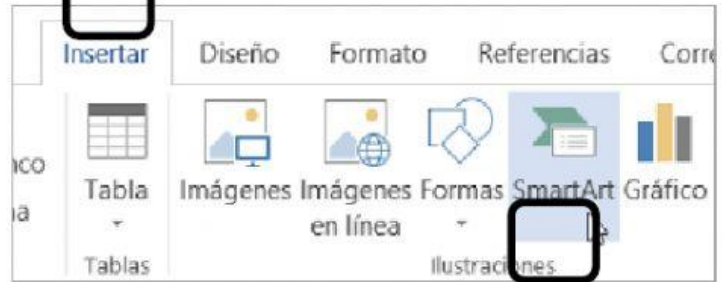 Insertar Diseño Formato Referencias
Tabla Imágenes Imágenes Formas SmartArt Gráfico
en línea
Tablas Ilustraciones